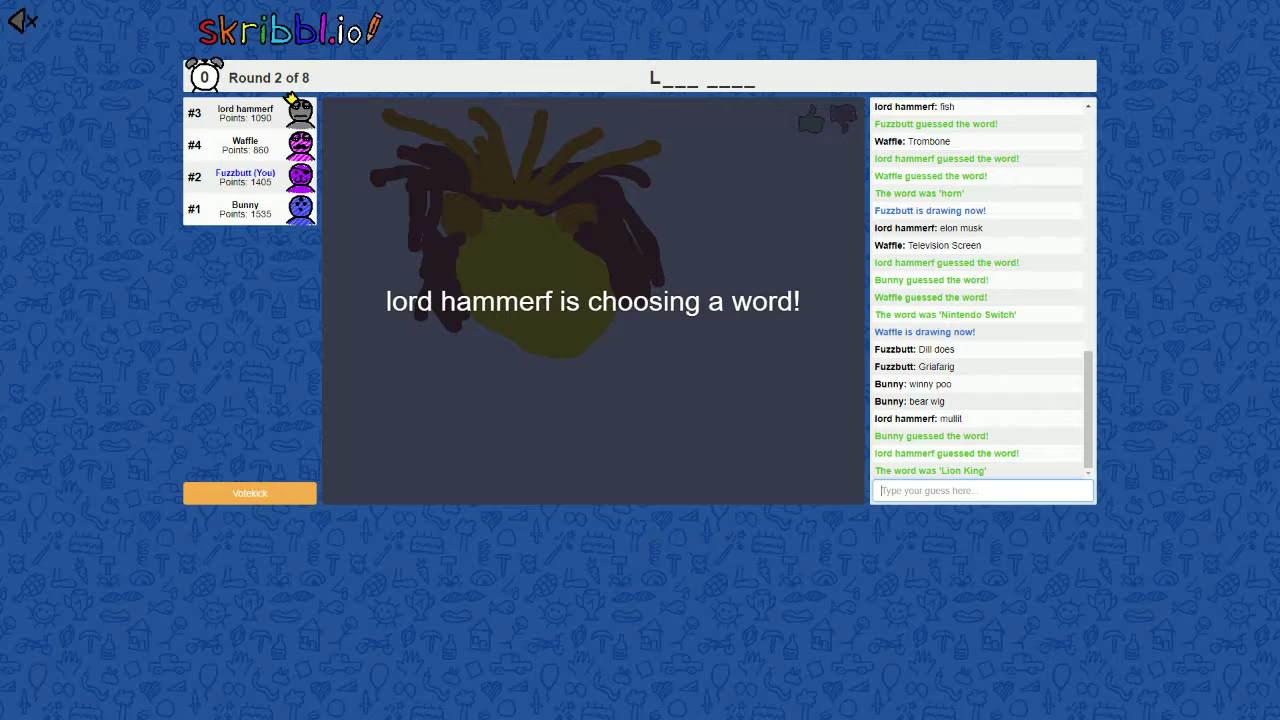 skribbl.io
0
Round 2 of 8
L___ ____
#3
lord hammerf
Points: 1090
#4
Waffle
Points: 860
#2
Fuzzbutt (You)
Points: 1405
#1
Bunny
Points: 1535
Votekick
lord hammerf is choosing a word!
lord hammerf: fish
Fuzzbutt guessed the word!
Waffle: Trombone
lord hammerf guessed the word!
Waffle guessed the word!
The word was 'horn'
Fuzzbutt is drawing now!
lord hammerf: elon musk
Waffle: Television Screen
lord hammerf guessed the word!
Bunny guessed the word!
Waffle guessed the word!
The word was 'Nintendo Switch'
Waffle is drawing now!
Fuzzbutt: Dill does
Fuzzbutt: Griafarig
Bunny: winny poo
Bunny: bear wig
lord hammerf: mullit
Bunny guessed the word!
lord hammerf guessed the word!
The word was 'Lion King'
Type your guess here...